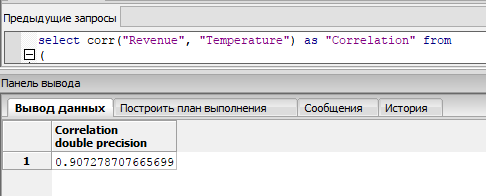 Предыдущие запросы
select corr("Revenue", "Temperature") as "Correlation" from
(
Панель вывода
Вывод данных Построить план выполнения Сообщения История
Correlation
double precision
1 0.907278707665699